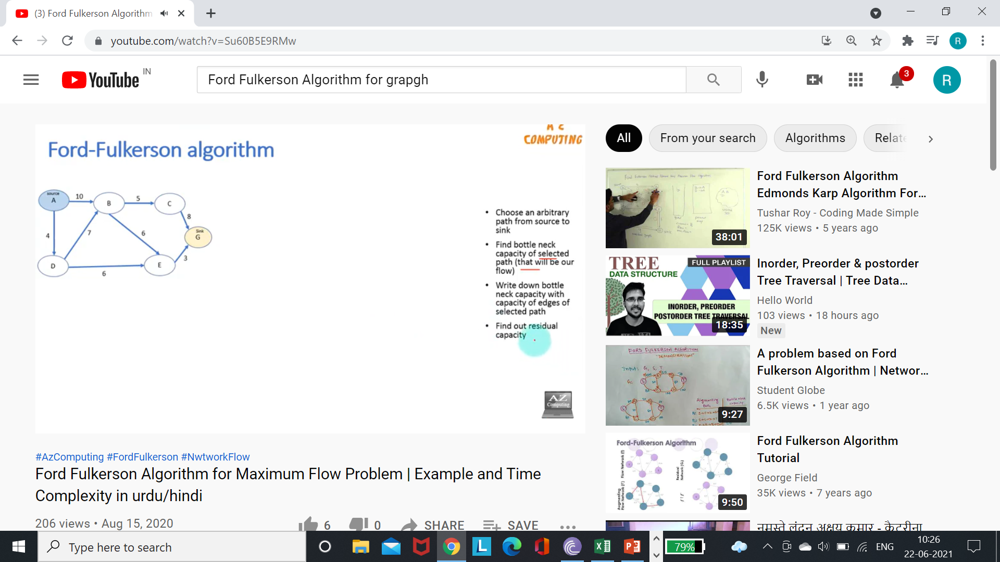 (3) Ford Fulkerson Algorithm
youtube.com/watch?v=Su60B5E9RMw
R
YouTube IN
Ford Fulkerson Algorithm for grapgh
3
R
Ford-Fulkerson algorithm
A Z
COMPUTING
source
A
10
B
5
C
8
Sink
G
4
7
6
3
D
6
E
• Choose an arbitrary
path from source to
sink
• Find bottle neck
capacity of selected
path (that will be our
flow)
• Write down bottle
neck capacity with
capacity of edges of
selected path
• Find out residual
capacity
AZ
Computing
#AzComputing #FordFulkerson #NwtworkFlow
Ford Fulkerson Algorithm for Maximum Flow Problem | Example and Time
Complexity in urdu/hindi
206 views • Aug 15, 2020
6
0
SHARE
SAVE
All
From your search
Algorithms
Relate
38:01
Ford Fulkerson Algorithm
Edmonds Karp Algorithm For...
Tushar Roy - Coding Made Simple
125K views • 5 years ago
TREE
DATA STRUCTURE
FULL PLAYLIST
INORDER, PREORDER
POSTORDER TREE TRAVERSAL
18:35
Inorder, Preorder & postorder
Tree Traversal | Tree Data...
Hello World
103 views • 18 hours ago
New
FORD FULKERSON ALGORITHM
"DEMONSTRATION"
Input: G, S, T
9:27
A problem based on Ford
Fulkerson Algorithm | Networ...
Student Globe
6.5K views • 1 year ago
Ford-Fulkerson Algorithm
9:50
Ford Fulkerson Algorithm
Tutorial
George Field
35K views • 7 years ago
नमस्ते लंदन अक्षय कुमार - कैटरीना
Type here to search
79%
ENG
10:26
22-06-2021